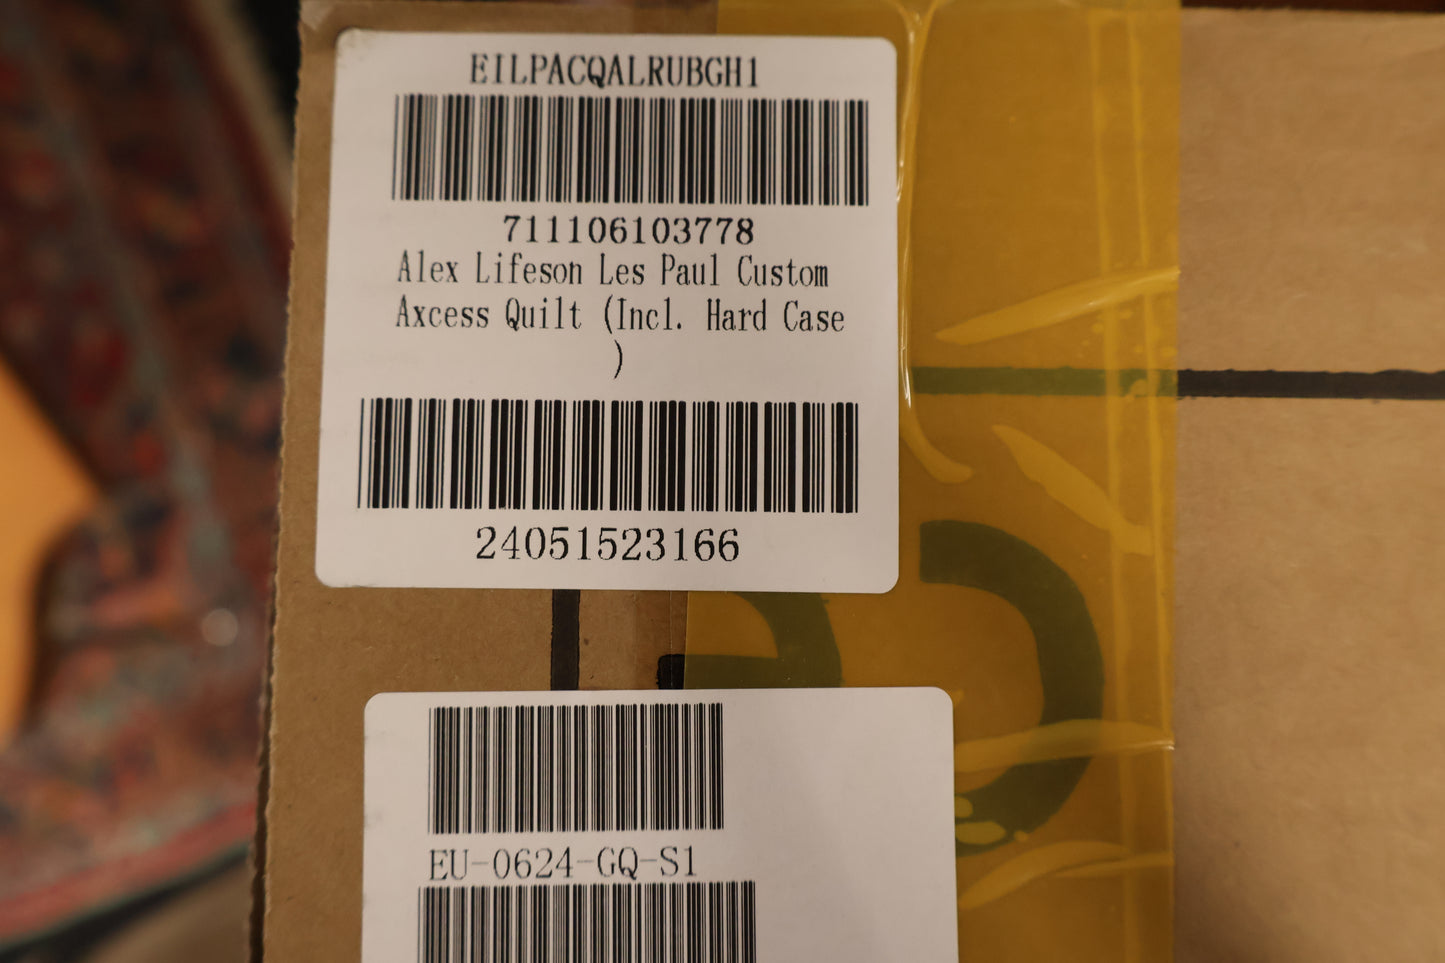 EILPACQALRUBGH1
711106103778
Alex Lifeson Les Paul Custom
Axcess Quilt (Incl. Hard Case
)
24051523166
EU-0624-GQ-S1